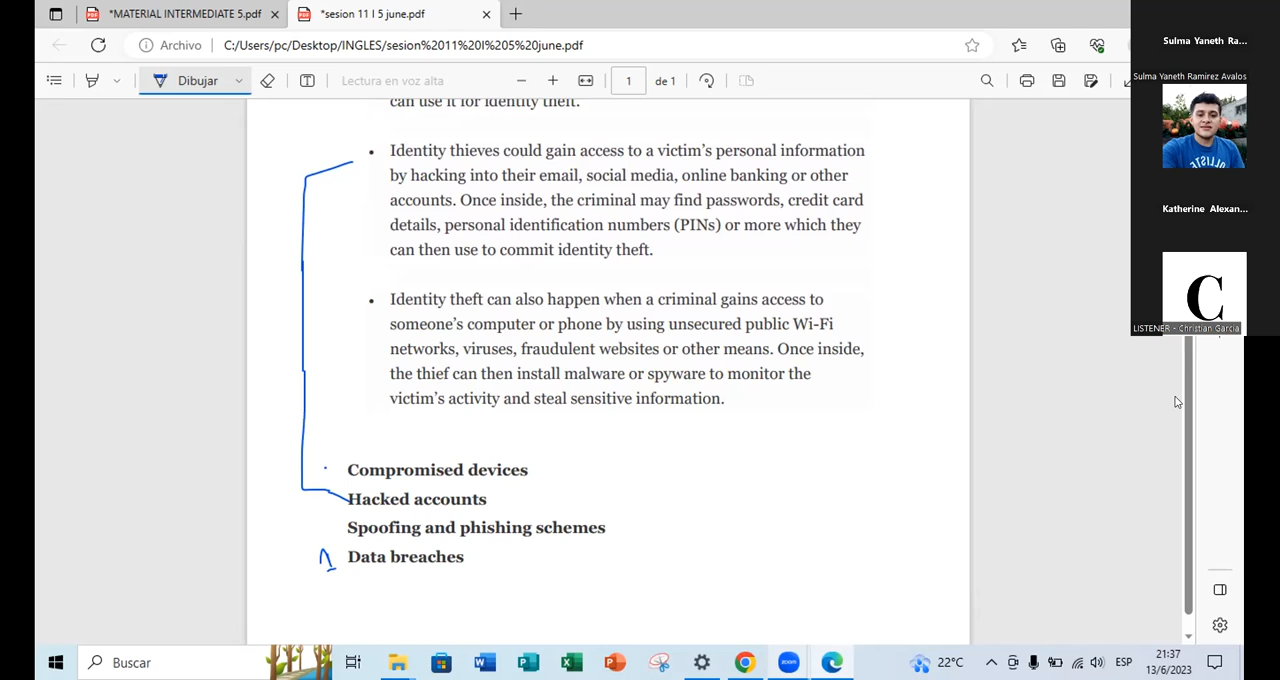 *MATERIAL INTERMEDIATE 5.pdf
*sesion 11 I 5 june.pdf
Archivo
C:/Users/pc/Desktop/INGLES/sesion%2011%20I%205%20june.pdf
Dibujar
Lectura en voz alta
1
de 1
can use it for identity theft.
• Identity thieves could gain access to a victim's personal information
by hacking into their email, social media, online banking or other
accounts. Once inside, the criminal may find passwords, credit card
details, personal identification numbers (PINs) or more which they
can then use to commit identity theft.
• Identity theft can also happen when a criminal gains access to
someone's computer or phone by using unsecured public Wi-Fi
networks, viruses, fraudulent websites or other means. Once inside,
the thief can then install malware or spyware to monitor the
victim's activity and steal sensitive information.
Compromised devices
Hacked accounts
Spoofing and phishing schemes
1 Data breaches
Sulma Yaneth Ra...
Sulma Yaneth Ramirez Avalos
Katherine Alexan...
C
LISTENER - Christian Garcia
Buscar
22°C
ESP
21:37
13/6/2023